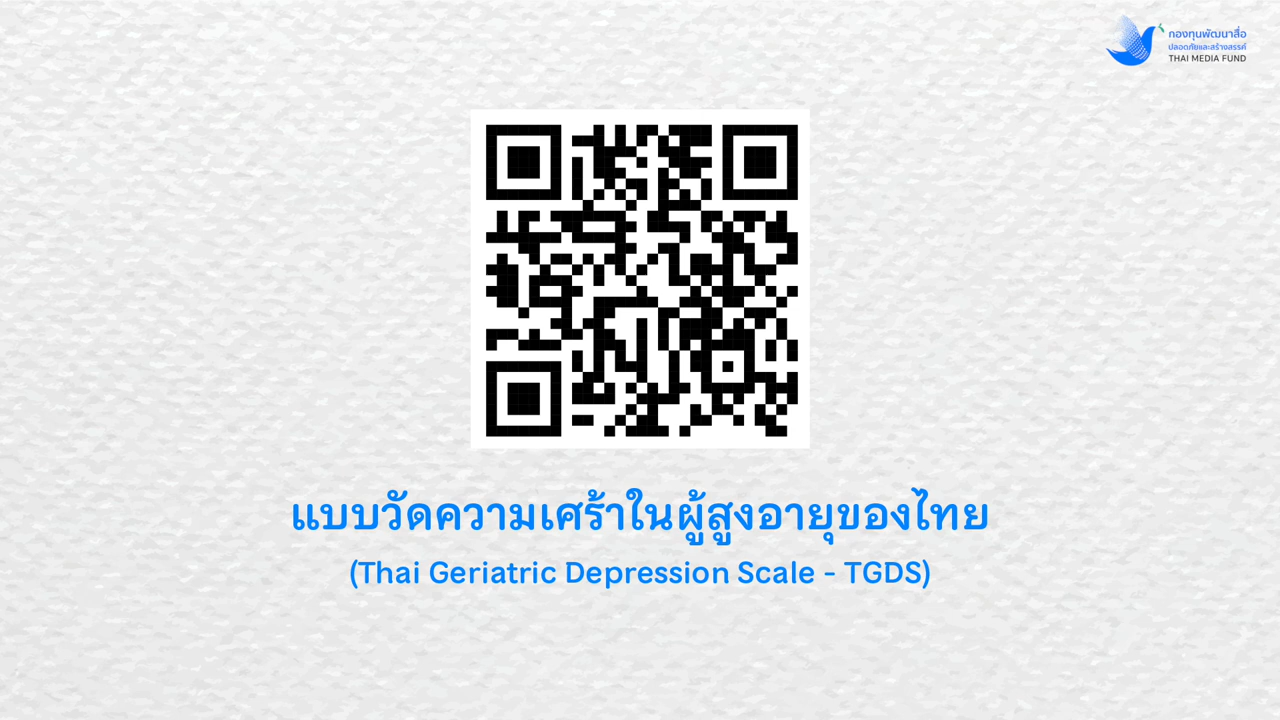 กองทุนพัฒนาสื่อ
ปลอดภัยและสร้างสรรค์
THAI MEDIA FUND
แบบวัดความเศร้าในผู้สูงอายุของไทย
(Thai Geriatric Depression Scale - TGDS)